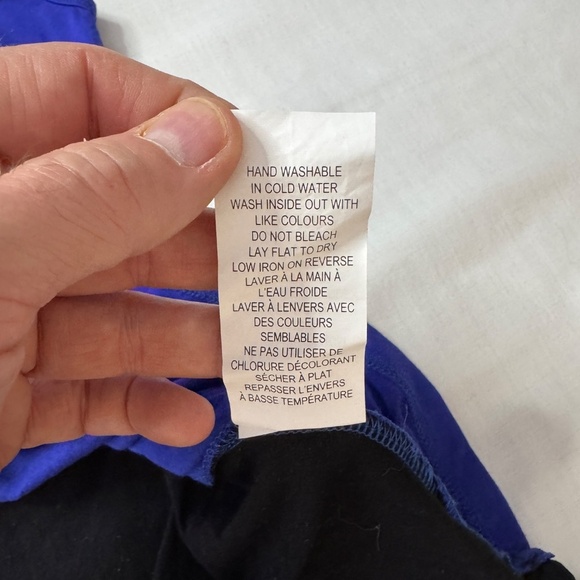 HAND WASHABLE
IN COLD WATER
WASH INSIDE OUT WITH
LIKE COLOURS
DO NOT BLEACH
LAY FLAT TO DRY
LOW IRON ON REVERSE
LAVER À LA MAIN À
L'EAU FROIDE
LAVER À LENVERS AVEC
DES COULEURS
SEMBLABLES
NE PAS UTILISER DE
CHLORURE DÉCOLORANT
SÉCHER À PLAT
REPASSER L'ENVERS
À BASSE TEMPÉRATURE